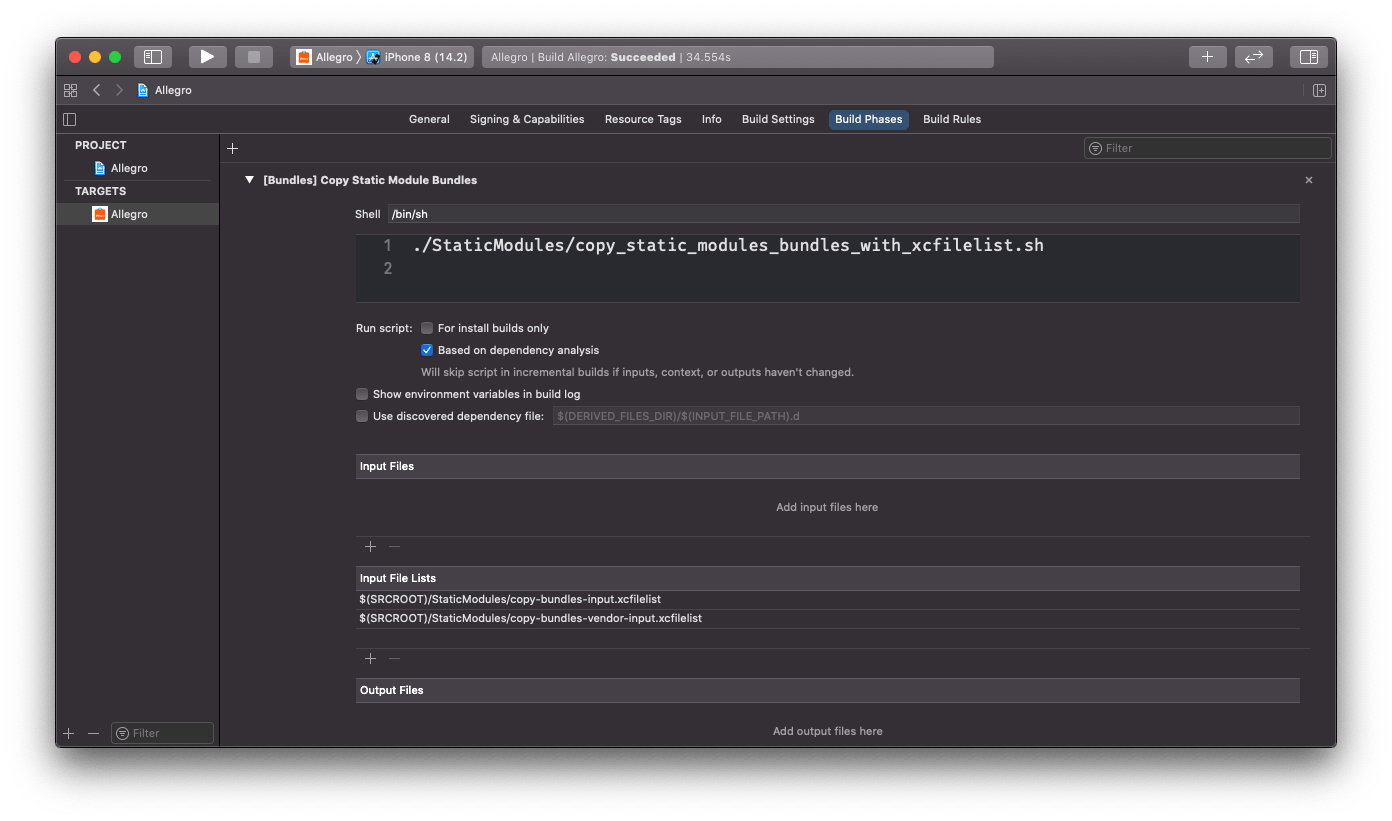 Allegro 〉 iPhone 8 (14.2)
Allegro | Build Allegro: Succeeded | 34.554s
Allegro
General Signing & Capabilities Resource Tags Info Build Settings Build Phases Build Rules
PROJECT
Allegro
TARGETS
Allegro
Filter
Filter
[Bundles] Copy Static Module Bundles
Shell /bin/sh
1 ./StaticModules/copy_static_modules_bundles_with_xcfilelist.sh
2
Run script: For install builds only
Based on dependency analysis
Will skip script in incremental builds if inputs, context, or outputs haven't changed.
Show environment variables in build log
Use discovered dependency file: $(DERIVED_FILES_DIR)/$(INPUT_FILE_PATH).d
Input Files
Add input files here
Input File Lists
$(SRCROOT)/StaticModules/copy-bundles-input.xcfilelist
$(SRCROOT)/StaticModules/copy-bundles-vendor-input.xcfilelist
Output Files
Add output files here